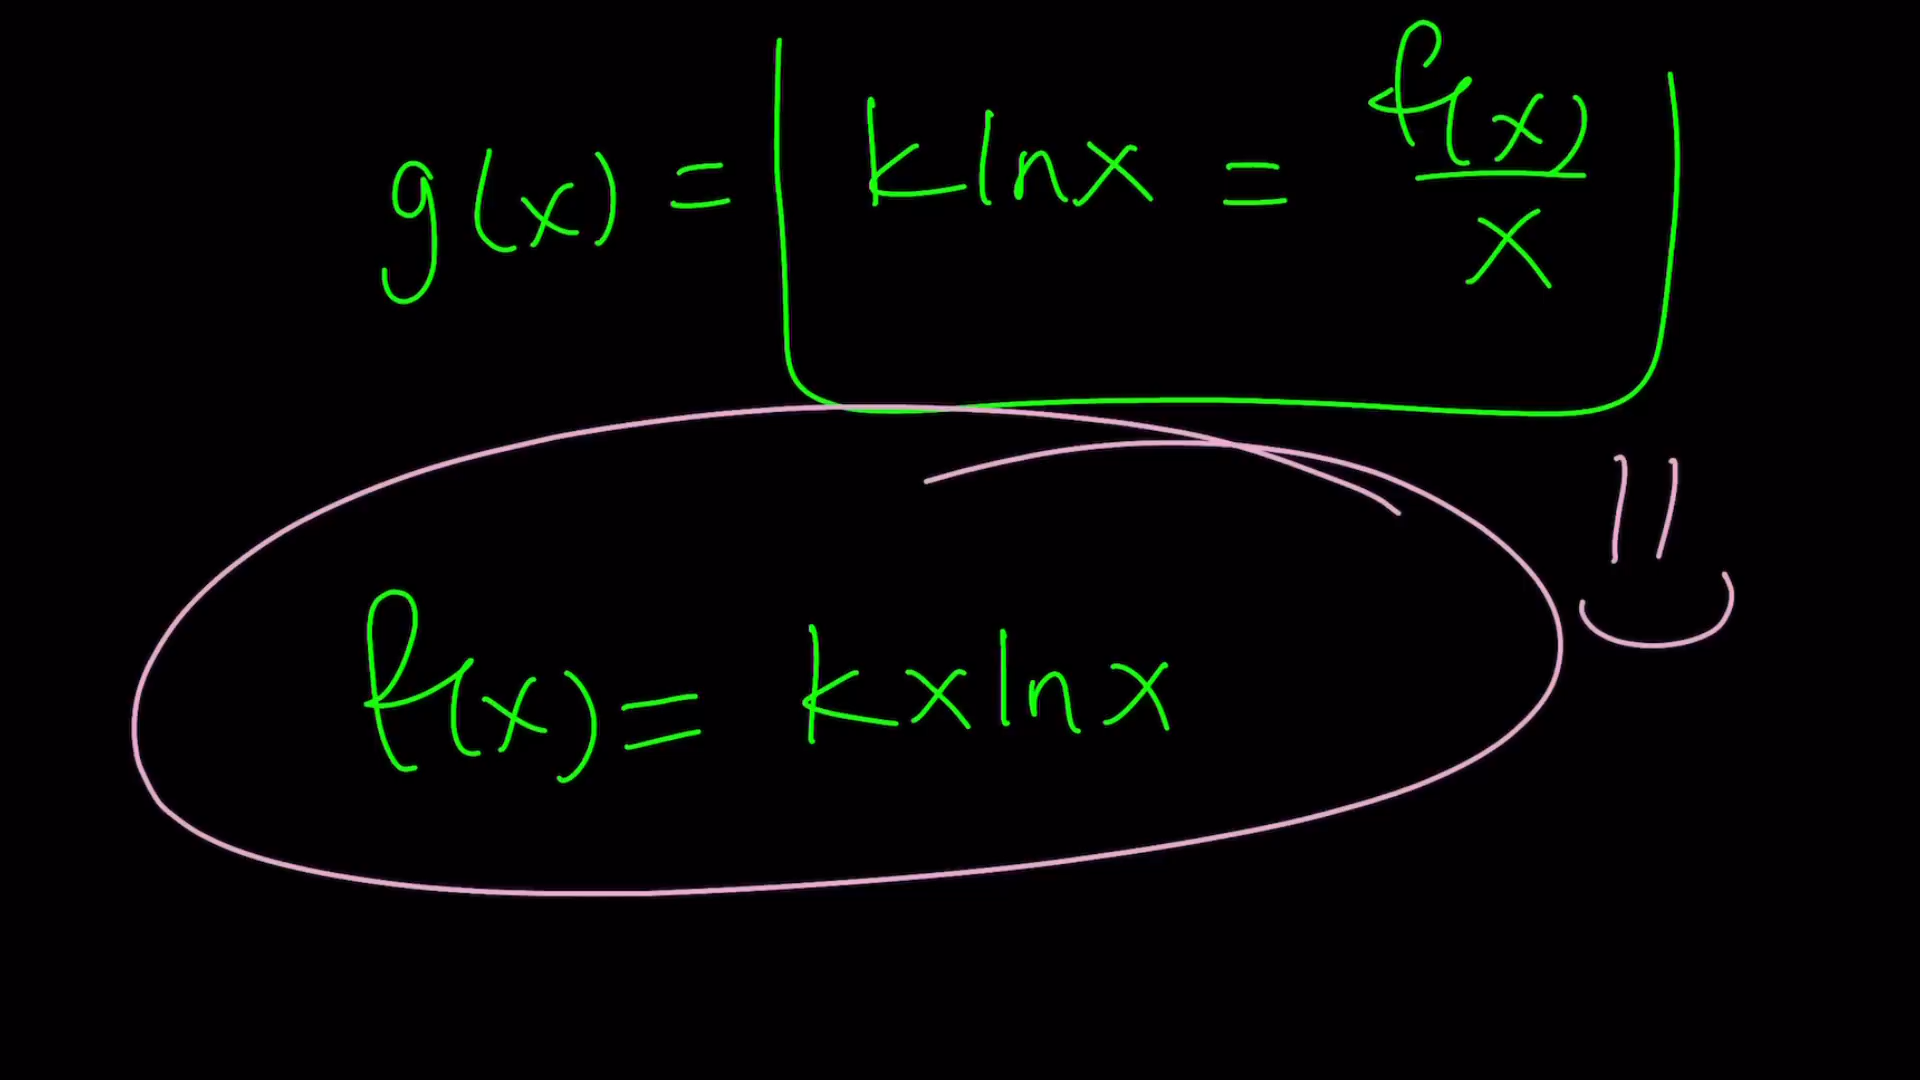 g(x) = k ln x = f(x)/x
f(x) = k x ln x